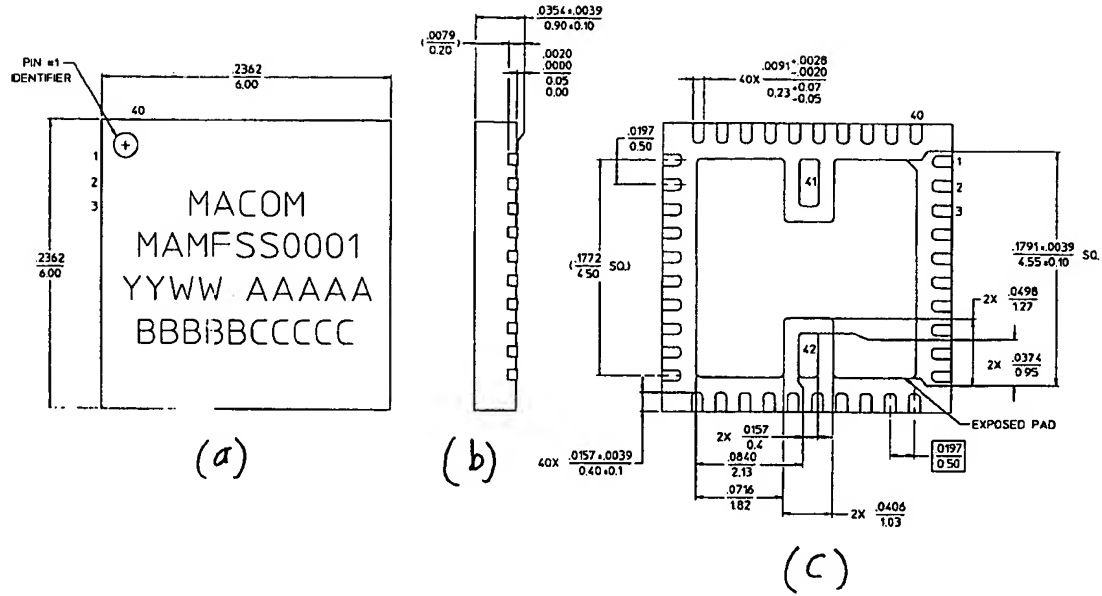 PIN #1
IDENTIFIER
.2362
6.00
40
1
2
3
.2362
6.00
MACOM
MAMFSS0001
YYWW AAAAA
BBBBBCCCCC
(a)
.0354±.0039
0.90±0.10
(.0079
0.20)
.0020
.0000
0.05
0.00
(b)
40X .0091 +.0028 -.0020
0.23 +0.07 -0.05
.0197
0.50
40
1
2
3
41
(.1772
4.50 SQ.)
.1791±.0039
4.55±0.10 SQ.
2X .0498
1.27
42
2X .0374
0.95
EXPOSED PAD
2X .0157
0.4
.0197
0.50
40X .0157±.0039
0.40±0.1
.0840
2.13
.0716
1.82
2X .0406
1.03
(C)